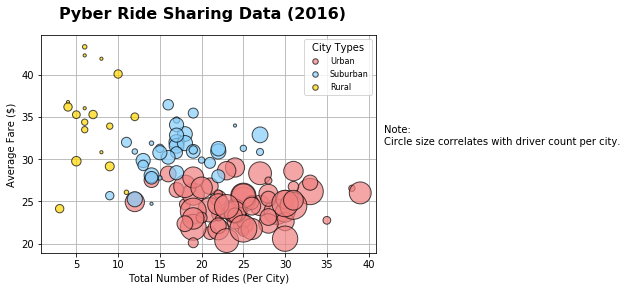 Pyber Ride Sharing Data (2016)
City Types
Urban
Suburban
Rural
40
35
30
25
20
Average Fare ($)
Note:
Circle size correlates with driver count per city.
5 10 15 20 25 30 35 40
Total Number of Rides (Per City)